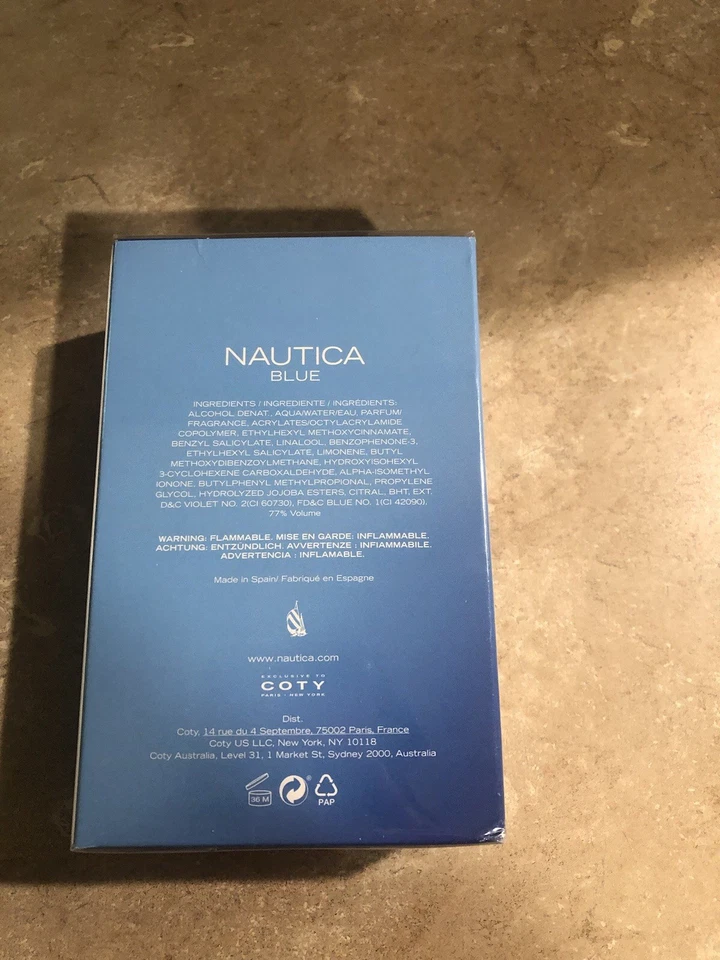 NAUTICA
BLUE
INGREDIENTS / INGREDIENTE / INGRÉDIENTS:
ALCOHOL DENAT., AQUA/WATER/EAU, PARFUM/
FRAGRANCE, ACRYLATES/OCTYLACRYLAMIDE
COPOLYMER, ETHYLHEXYL METHOXYCINNAMATE,
BENZYL SALICYLATE, LINALOOL, BENZOPHENONE-3,
ETHYLHEXYL SALICYLATE, LIMONENE, BUTYL
METHOXYDIBENZOYLMETHANE, HYDROXYISOHEXYL
3-CYCLOHEXENE CARBOXALDEHYDE, ALPHA-ISOMETHYL
IONONE, BUTYLPHENYL METHYLPROPIONAL, PROPYLENE
GLYCOL, HYDROLYZED JOJOBA ESTERS, CITRAL, BHT, EXT.
D&C VIOLET NO. 2(CI 60730), FD&C BLUE NO. 1(CI 42090).
77% Volume
WARNING: FLAMMABLE. MISE EN GARDE: INFLAMMABLE.
ACHTUNG: ENTZÜNDLICH. AVVERTENZE : INFIAMMABILE.
ADVERTENCIA : INFLAMABLE.
Made in Spain/ Fabriqué en Espagne
www.nautica.com
EXCLUSIVE TO
COTY
PARIS - NEW YORK
Dist.
Coty, 14 rue du 4 Septembre, 75002 Paris, France
Coty US LLC, New York, NY 10118
Coty Australia, Level 31, 1 Market St, Sydney 2000, Australia
36 M
®
PAP